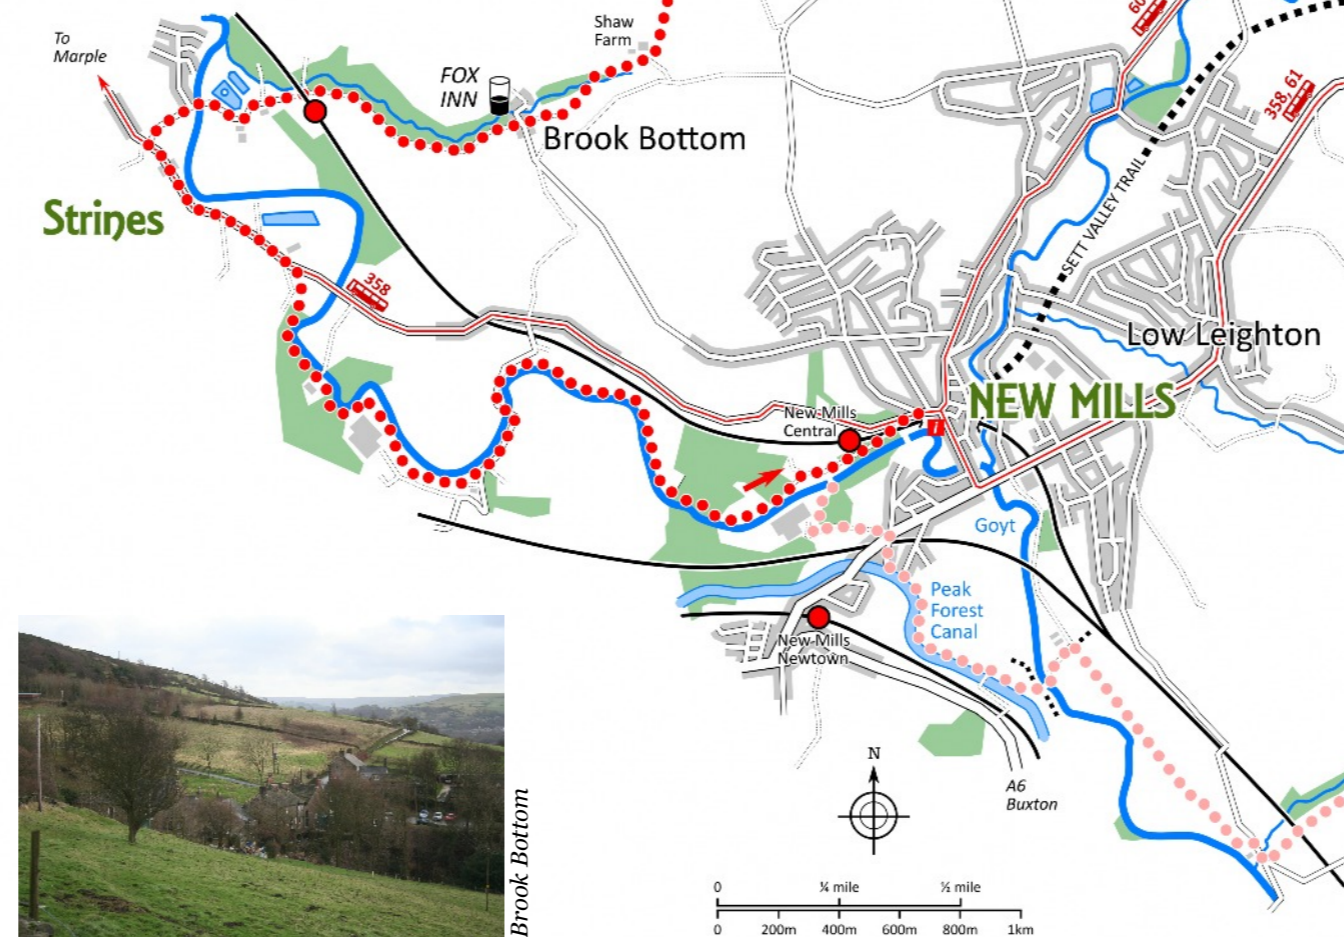 To
Marple
Shaw
Farm
FOX
INN
Brook Bottom
60
358, 61
SETT VALLEY TRAIL
Strines
358
Low Leighton
NEW MILLS
New Mills
Central
i
Goyt
Peak
Forest
Canal
New Mills
Newtown
A6
Buxton
N
Brook Bottom
0
¼ mile
½ mile
0
200m
400m
600m
800m
1km